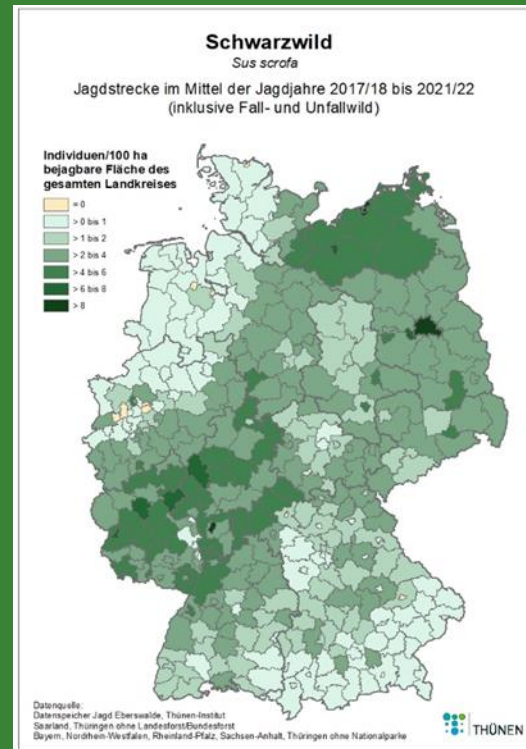 Schwarzwild
Sus scrofa
Jagdstrecke im Mittel der Jagdjahre 2017/18 bis 2021/22
(inklusive Fall- und Unfallwild)
Individuen/100 ha
bejagbare Fläche des
gesamten Landkreises
= 0
> 0 bis 1
> 1 bis 2
> 2 bis 4
> 4 bis 6
> 6 bis 8
> 8
Datenquelle:
Datenspeicher Jagd Eberswalde, Thünen-Institut
Saarland, Thüringen ohne Landesforst/Bundesforst
Bayern, Nordrhein-Westfalen, Rheinland-Pfalz, Sachsen-Anhalt, Thüringen ohne Nationalparke
THÜNEN